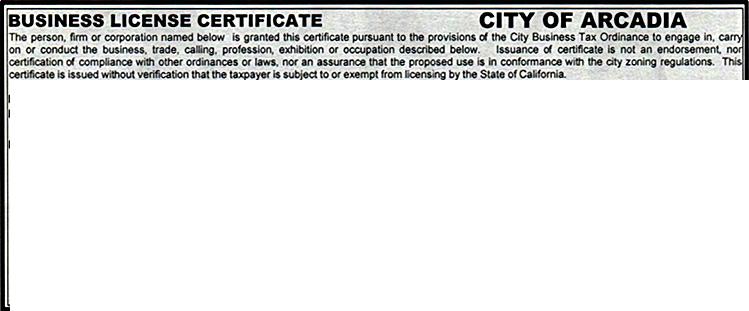 BUSINESS LICENSE CERTIFICATE CITY OF ARCADIA
The person, firm or corporation named below is granted this certificate pursuant to the provisions of the City Business Tax Ordinance to engage in, carry
on or conduct the business, trade, calling, profession, exhibition or occupation described below. Issuance of certificate is not an endorsement, nor
certification of compliance with other ordinances or laws, nor an assurance that the proposed use is in conformance with the city zoning regulations. This
certificate is issued without verification that the taxpayer is subject to or exempt from licensing by the State of California.